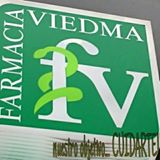 FARMACIA
VIEDMA
fv
nuestro objetivo... CUIDARTE